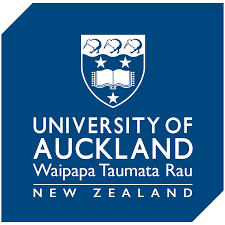 UNIVERSITY OF
AUCKLAND
Waipapa Taumata Rau
NEW ZEALAND